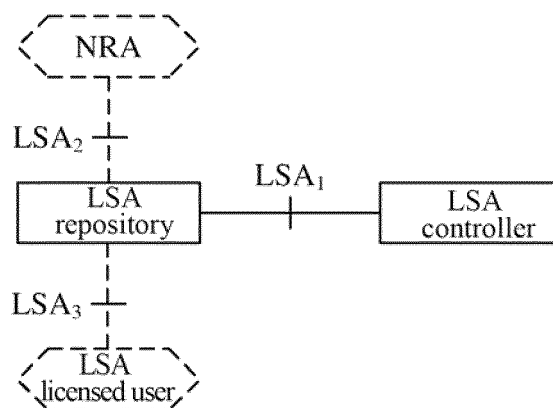 NRA
LSA₂
LSA₁
LSA
repository
LSA
controller
LSA₃
LSA
licensed user